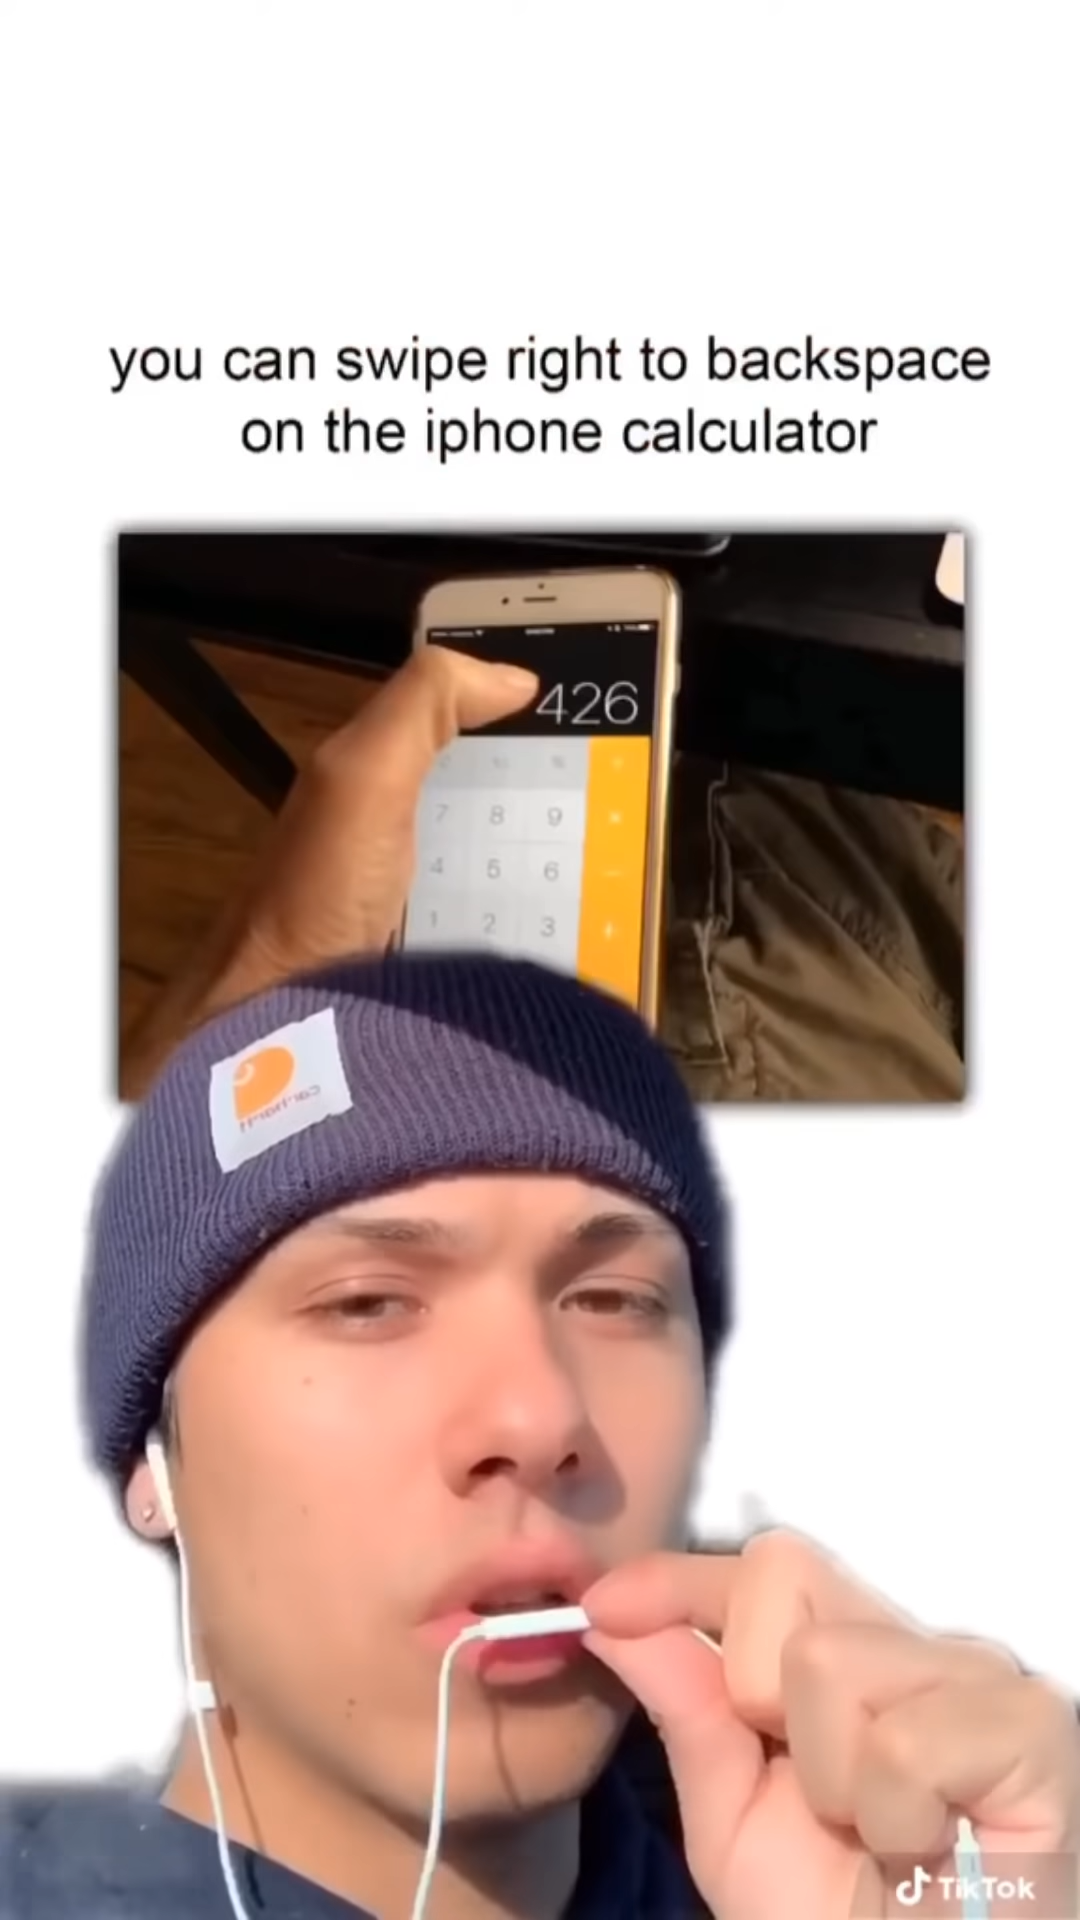 you can swipe right to backspace
on the iphone calculator
426
7 8 9
4 5 6
1 2 3 +
carhartt
TikTok